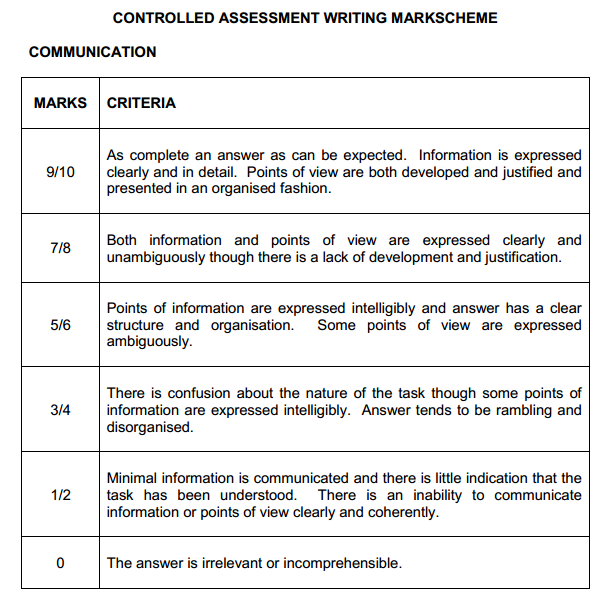 CONTROLLED ASSESSMENT WRITING MARKSCHEME
COMMUNICATION
MARKS CRITERIA
9/10 As complete an answer as can be expected. Information is expressed
clearly and in detail. Points of view are both developed and justified and
presented in an organised fashion.
7/8 Both information and points of view are expressed clearly and
unambiguously though there is a lack of development and justification.
5/6 Points of information are expressed intelligibly and answer has a clear
structure and organisation. Some points of view are expressed
ambiguously.
3/4 There is confusion about the nature of the task though some points of
information are expressed intelligibly. Answer tends to be rambling and
disorganised.
1/2 Minimal information is communicated and there is little indication that the
task has been understood. There is an inability to communicate
information or points of view clearly and coherently.
0 The answer is irrelevant or incomprehensible.